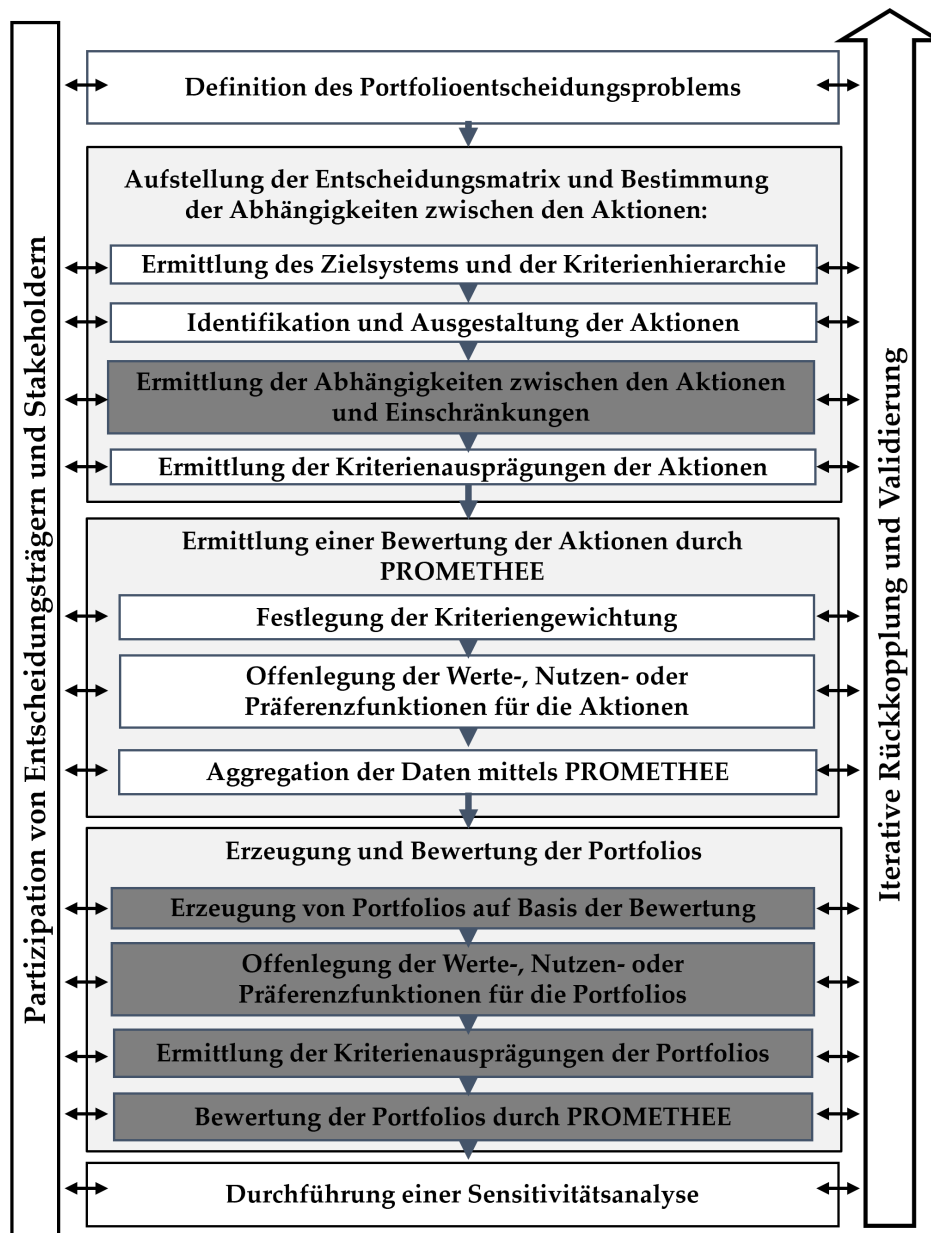 Partizipation von Entscheidungsträgern und Stakeholdern
Definition des Portfolioentscheidungsproblems
Aufstellung der Entscheidungsmatrix und Bestimmung
der Abhängigkeiten zwischen den Aktionen:
Ermittlung des Zielsystems und der Kriterienhierarchie
Identifikation und Ausgestaltung der Aktionen
Ermittlung der Abhängigkeiten zwischen den Aktionen
und Einschränkungen
Ermittlung der Kriterienausprägungen der Aktionen
Ermittlung einer Bewertung der Aktionen durch
PROMETHEE
Festlegung der Kriteriengewichtung
Offenlegung der Werte-, Nutzen- oder
Präferenzfunktionen für die Aktionen
Aggregation der Daten mittels PROMETHEE
Erzeugung und Bewertung der Portfolios
Erzeugung von Portfolios auf Basis der Bewertung
Offenlegung der Werte-, Nutzen- oder
Präferenzfunktionen für die Portfolios
Ermittlung der Kriterienausprägungen der Portfolios
Bewertung der Portfolios durch PROMETHEE
Durchführung einer Sensitivitätsanalyse
Iterative Rückkopplung und Validierung